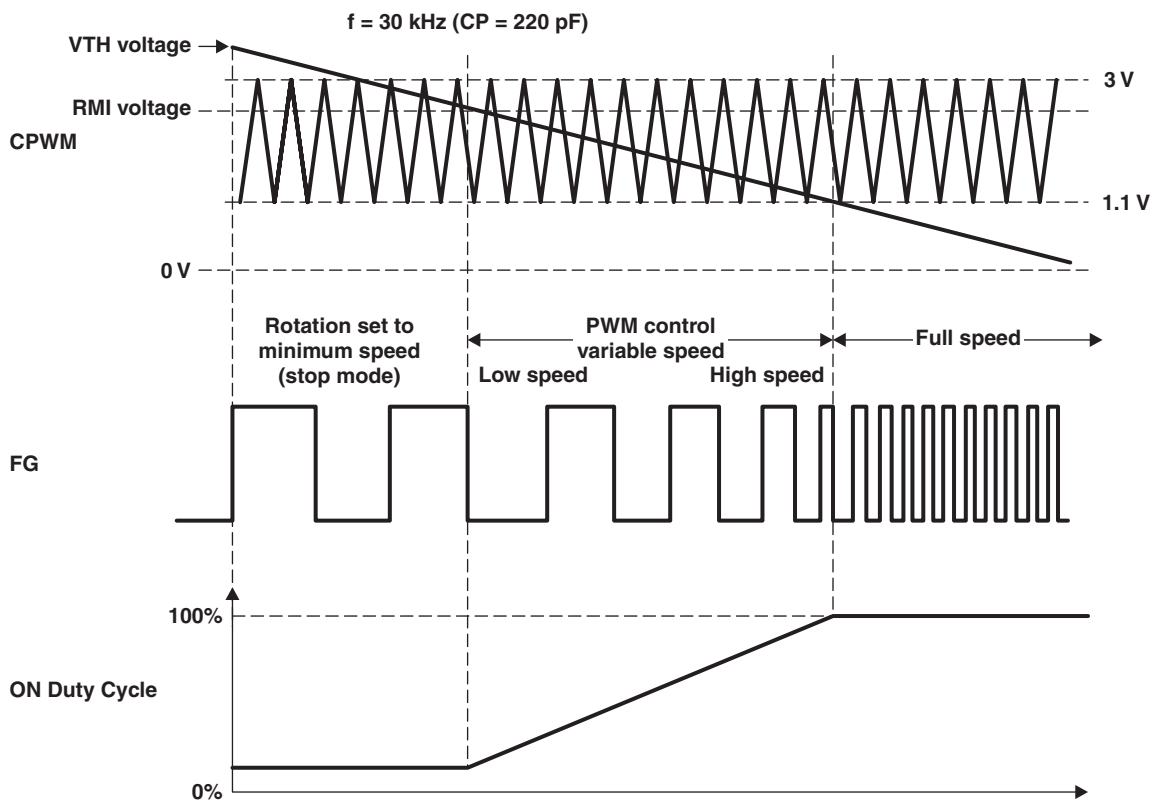 f = 30 kHz (CP = 220 pF)
VTH voltage
3 V
RMI voltage
CPWM
1.1 V
0 V
Rotation set to
minimum speed
(stop mode)
PWM control
variable speed
Full speed
Low speed
High speed
FG
100%
ON Duty Cycle
0%